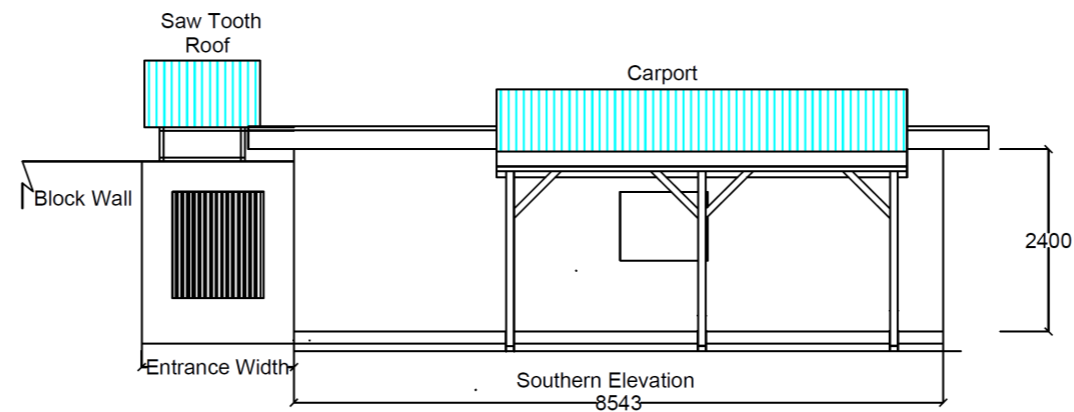 Saw Tooth
Roof
Carport
Block Wall
2400
Entrance Width
Southern Elevation
8543